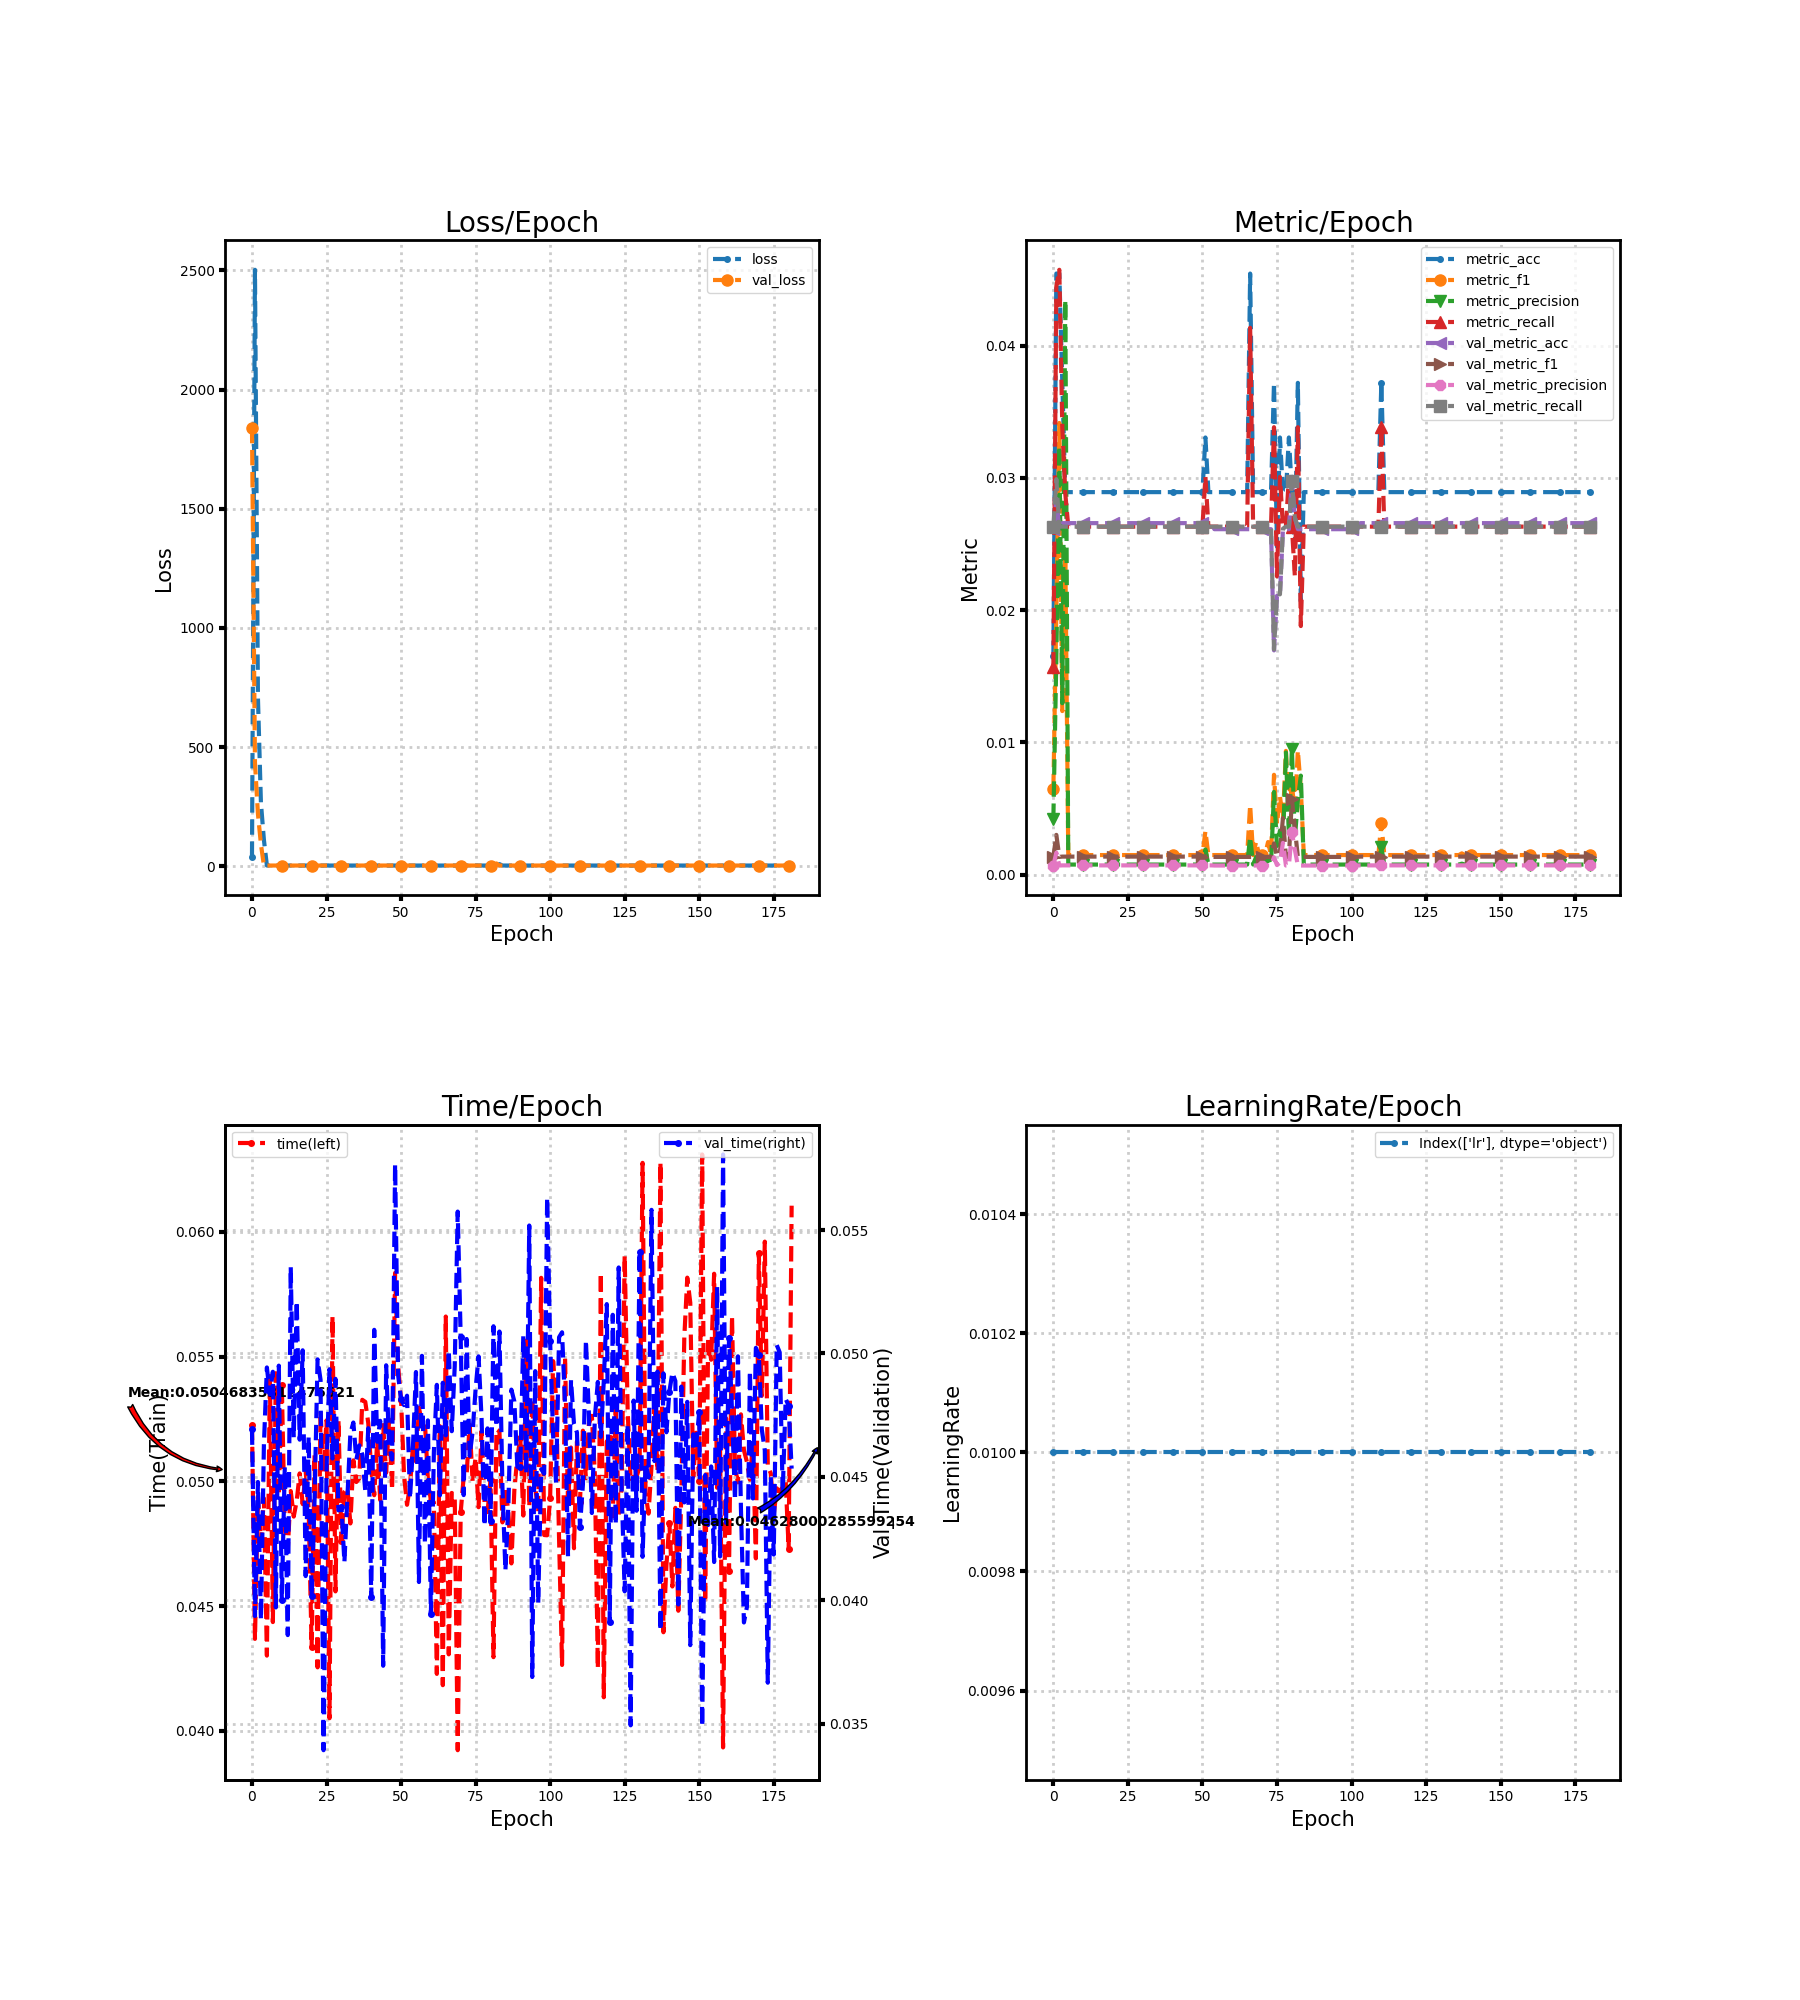 Loss/Epoch
2500
2000
1500
1000
500
0
Loss
loss
val_loss
0 25 50 75 100 125 150 175
Epoch
Metric/Epoch
0.04
0.03
0.02
0.01
0.00
Metric
metric_acc
metric_f1
metric_precision
metric_recall
val_metric_acc
val_metric_f1
val_metric_precision
val_metric_recall
0 25 50 75 100 125 150 175
Epoch
Time/Epoch
time(left)
val_time(right)
0.060
0.055
0.050
0.045
0.040
Time(Train)
0.055
0.050
0.045
0.040
0.035
Val_Time(Validation)
Mean:0.04628000285599254
0 25 50 75 100 125 150 175
Epoch
LearningRate/Epoch
Index(['lr'], dtype='object')
0.0104
0.0102
0.0100
0.0098
0.0096
LearningRate
0 25 50 75 100 125 150 175
Epoch